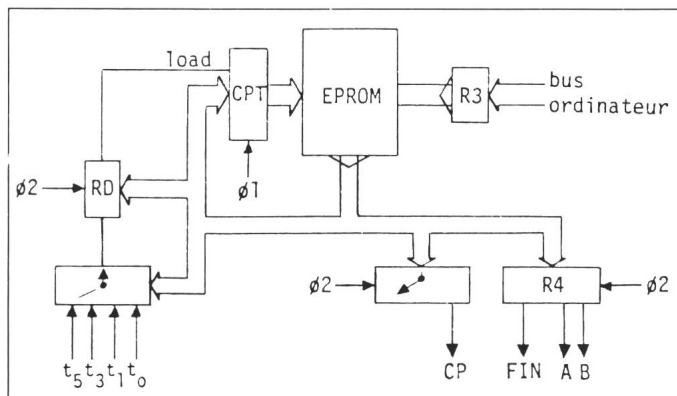 load
CPT
EPROM
R3
bus
ordinateur
ø2
RD
ø1
ø2
R4
ø2
t5 t3 t1 t0
CP
FIN
A B